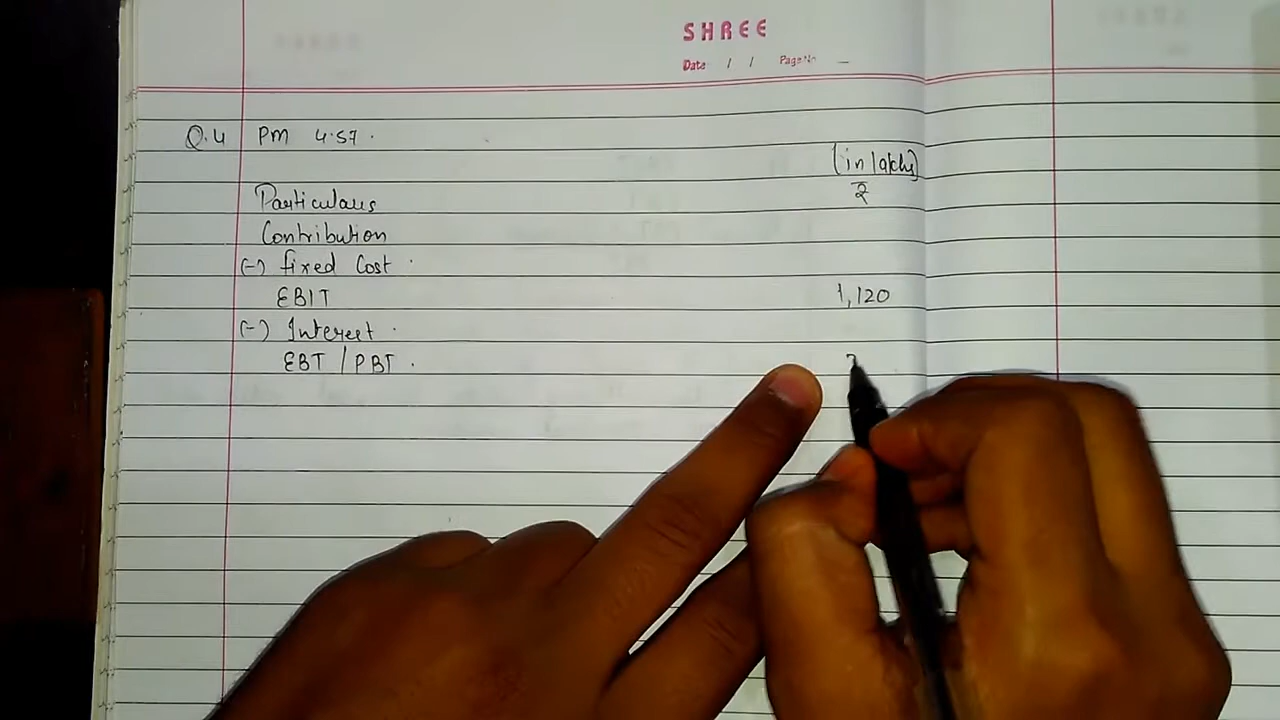 SHREE
Date / / Page No
Q.4 PM 4.57.
(in lakhs)
Particulars ₹
Contribution
(-) fixed Cost.
EBIT 1,120
(-) Interest.
EBT / PBT.